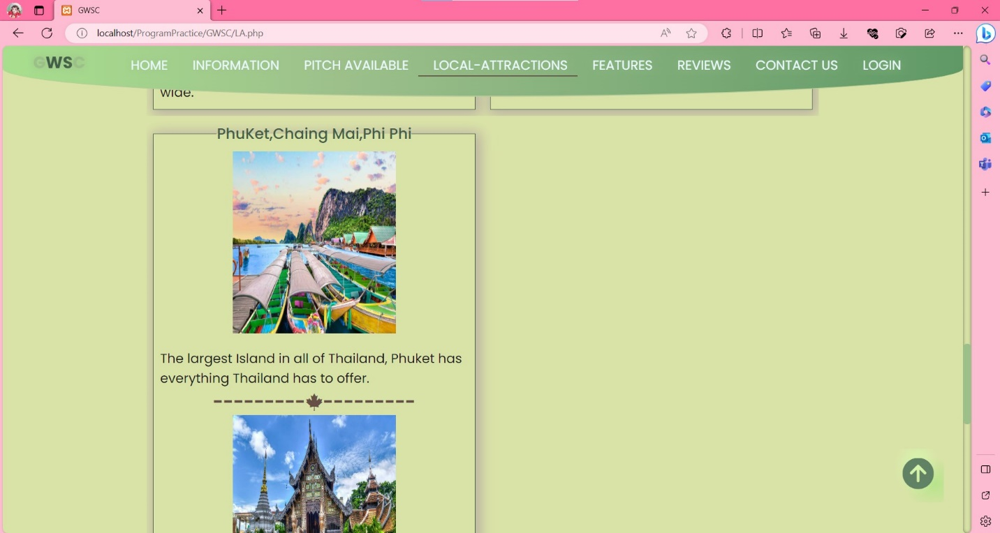 GWSC
localhost/ProgramPractice/GWSC/LA.php
GWSC
HOME INFORMATION PITCH AVAILABLE LOCAL-ATTRACTIONS FEATURES REVIEWS CONTACT US LOGIN
wide.
PhuKet,Chaing Mai,Phi Phi
The largest Island in all of Thailand, Phuket has
everything Thailand has to offer.